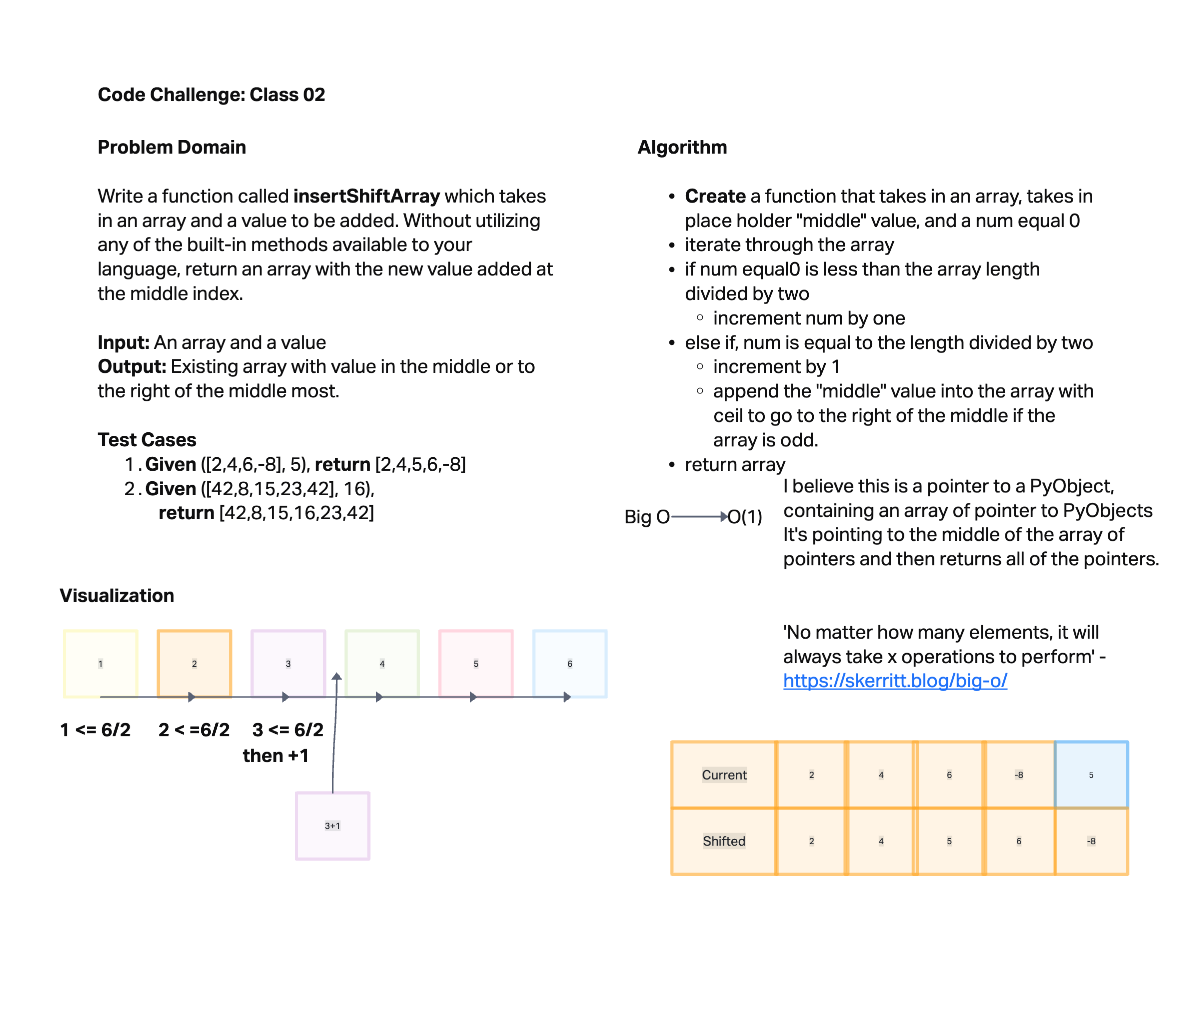 Code Challenge: Class 02
Problem Domain
Write a function called insertShiftArray which takes
in an array and a value to be added. Without utilizing
any of the built-in methods available to your
language, return an array with the new value added at
the middle index.
Input: An array and a value
Output: Existing array with value in the middle or to
the right of the middle most.
Test Cases
1. Given ([2,4,6,-8], 5), return [2,4,5,6,-8]
2. Given ([42,8,15,23,42], 16),
return [42,8,15,16,23,42]
Algorithm
• Create a function that takes in an array, takes in
place holder "middle" value, and a num equal 0
• iterate through the array
• if num equal0 is less than the array length
divided by two
◦ increment num by one
• else if, num is equal to the length divided by two
◦ increment by 1
◦ append the "middle" value into the array with
ceil to go to the right of the middle if the
array is odd.
• return array
Big O
O(1)
I believe this is a pointer to a PyObject,
containing an array of pointer to PyObjects
It's pointing to the middle of the array of
pointers and then returns all of the pointers.
'No matter how many elements, it will
always take x operations to perform' -
https://skerritt.blog/big-o/
Visualization
1 2 3 4 5 6
1 <= 6/2 2 < =6/2 3 <= 6/2
then +1
3+1
Current 2 4 6 -8 5
Shifted 2 4 5 6 -8